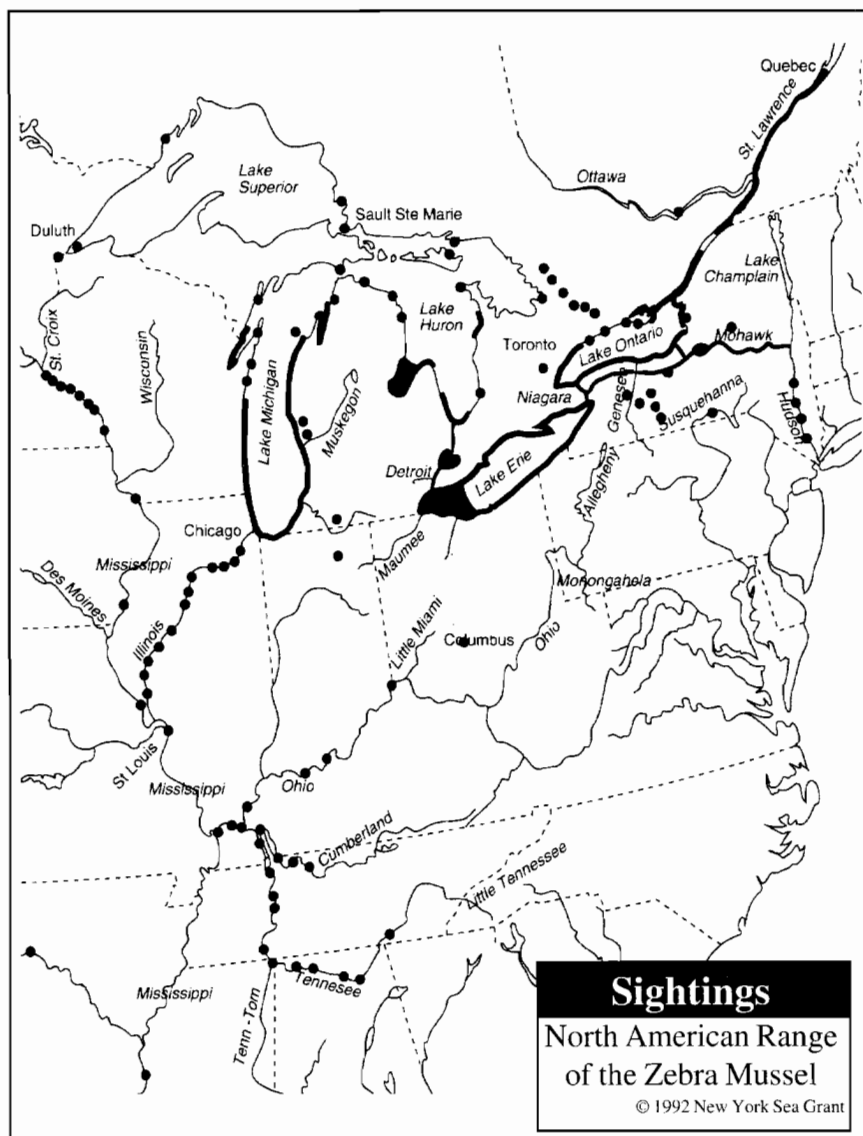 Quebec
St. Lawrence
Ottawa
Lake
Superior
Sault Ste Marie
Duluth
Lake
Champlain
St. Croix
Wisconsin
Lake
Huron
Toronto
Lake Ontario
Mohawk
Lake Michigan
Muskegon
Niagara
Genesee
Susquehanna
Hudson
Detroit
Lake Erie
Allegheny
Chicago
Maumee
Mississippi
Des Moines
Monongahela
Illinois
Little Miami
Columbus
Ohio
St Louis
Mississippi
Ohio
Cumberland
Little Tennessee
Tennessee
Mississippi
Tenn-Tom
Sightings
North American Range
of the Zebra Mussel
© 1992 New York Sea Grant